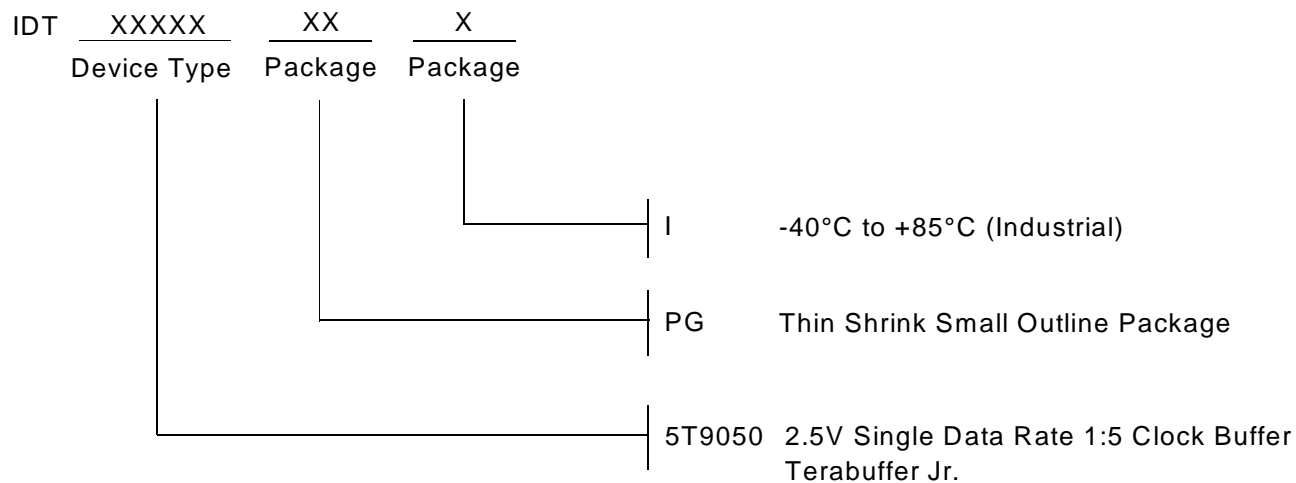 IDT XXXXX XX X
Device Type Package Package
I -40°C to +85°C (Industrial)
PG Thin Shrink Small Outline Package
5T9050 2.5V Single Data Rate 1:5 Clock Buffer
Terabuffer Jr.